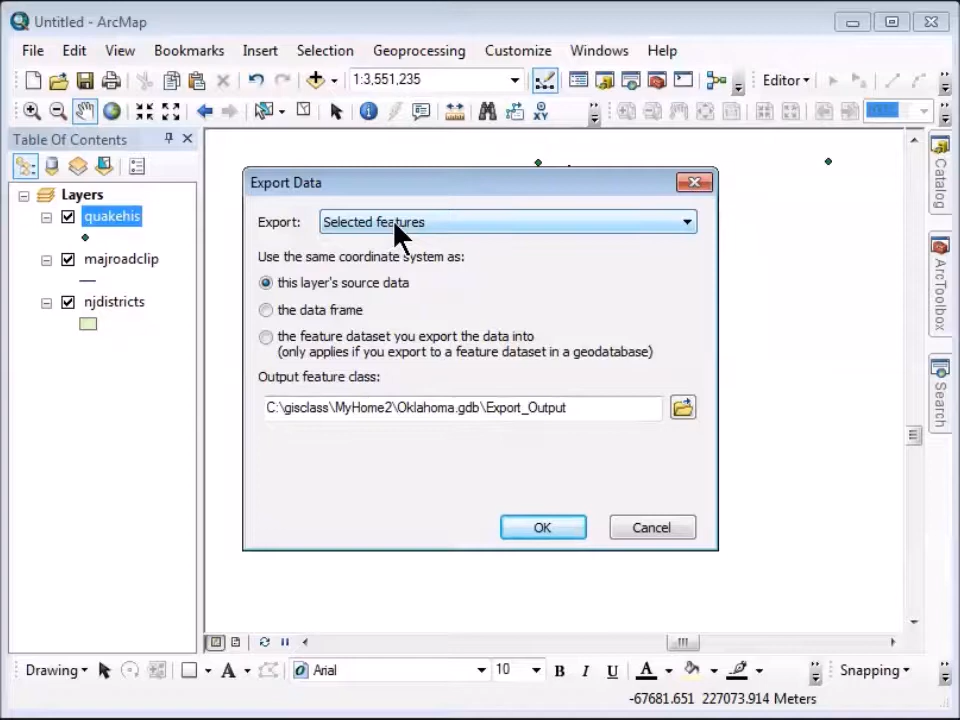 Untitled - ArcMap
File Edit View Bookmarks Insert Selection Geoprocessing Customize Windows Help
1:3,551,235 Editor
XY
Table Of Contents
Layers
quakehis
majroadclip
njdistricts
Export Data
Export: Selected features
Use the same coordinate system as:
this layer's source data
the data frame
the feature dataset you export the data into
(only applies if you export to a feature dataset in a geodatabase)
Output feature class:
C:\gisclass\MyHome2\Oklahoma.gdb\Export_Output
OK Cancel
Catalog
ArcToolbox
Search
Drawing A Arial 10 B I U A Snapping
-67681.651 227073.914 Meters